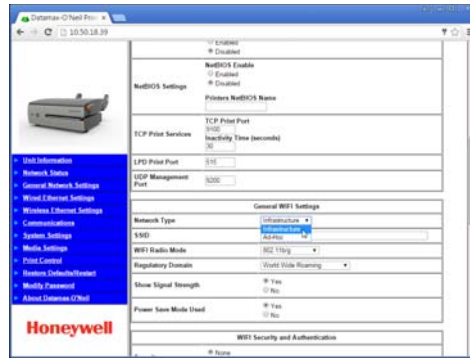 Datamax-O'Neil Prin
10.50.18.39
Enabled
Disabled
NetBIOS Settings
NetBIOS Enable
Enabled
Disabled
Printers NetBIOS Name
TCP Print Services
TCP Print Port
9100
Inactivity Time (seconds)
30
LPD Print Port
515
UDP Management Port
9200
General WIFI Settings
Network Type
Infrastructure
Infrastructure
Ad-Hoc
SSID
WIFI Radio Mode
802.11b/g
Regulatory Domain
World Wide Roaming
Show Signal Strength
Yes
No
Power Save Mode Used
Yes
No
WIFI Security and Authentication
None
Unit Information
Network Status
General Network Settings
Wired Ethernet Settings
Wireless Ethernet Settings
Communications
System Settings
Media Settings
Print Control
Restore Defaults/Restart
Modify Password
About Datamax-O'Neil
Honeywell